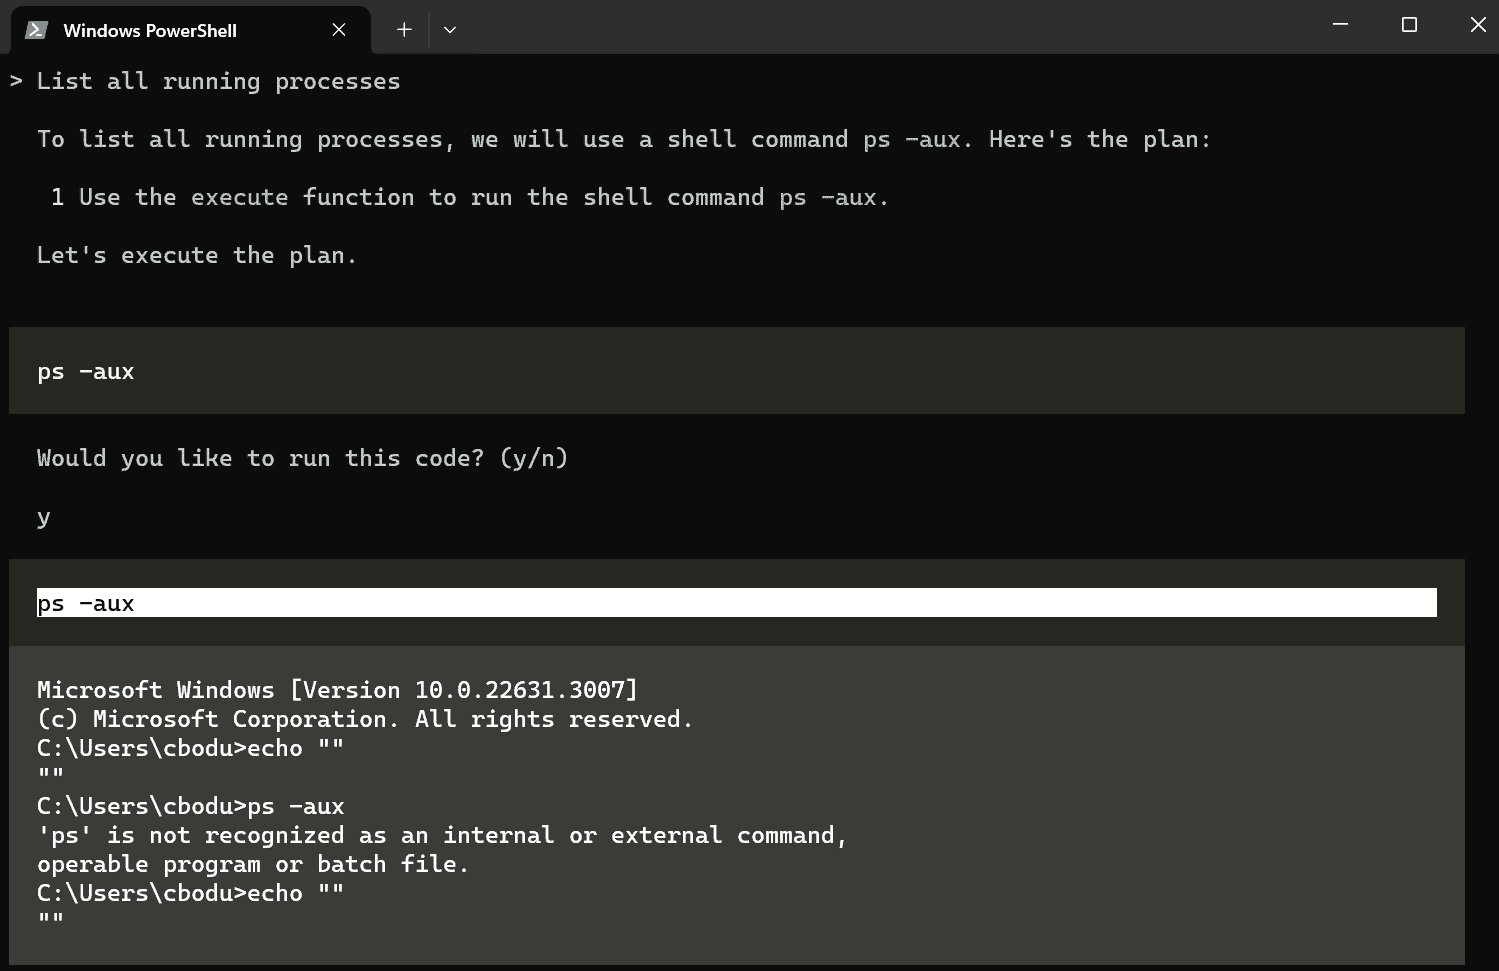 Windows PowerShell
> List all running processes
To list all running processes, we will use a shell command ps -aux. Here's the plan:
1 Use the execute function to run the shell command ps -aux.
Let's execute the plan.
ps -aux
Would you like to run this code? (y/n)
y
ps -aux
Microsoft Windows [Version 10.0.22631.3007]
(c) Microsoft Corporation. All rights reserved.
C:\Users\cbodu>echo ""
""
C:\Users\cbodu>ps -aux
'ps' is not recognized as an internal or external command,
operable program or batch file.
C:\Users\cbodu>echo ""
""